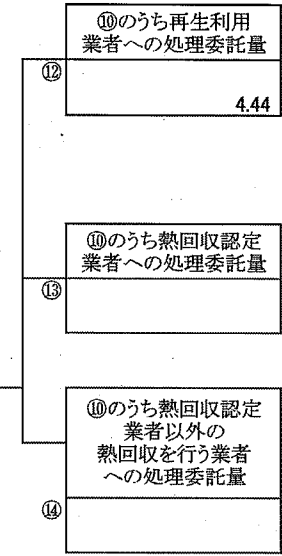 ⑩のうち再生利用
業者への処理委託量
⑫
4.44
⑩のうち熱回収認定
業者への処理委託量
⑬
⑩のうち熱回収認定
業者以外の
熱回収を行う業者
への処理委託量
⑭